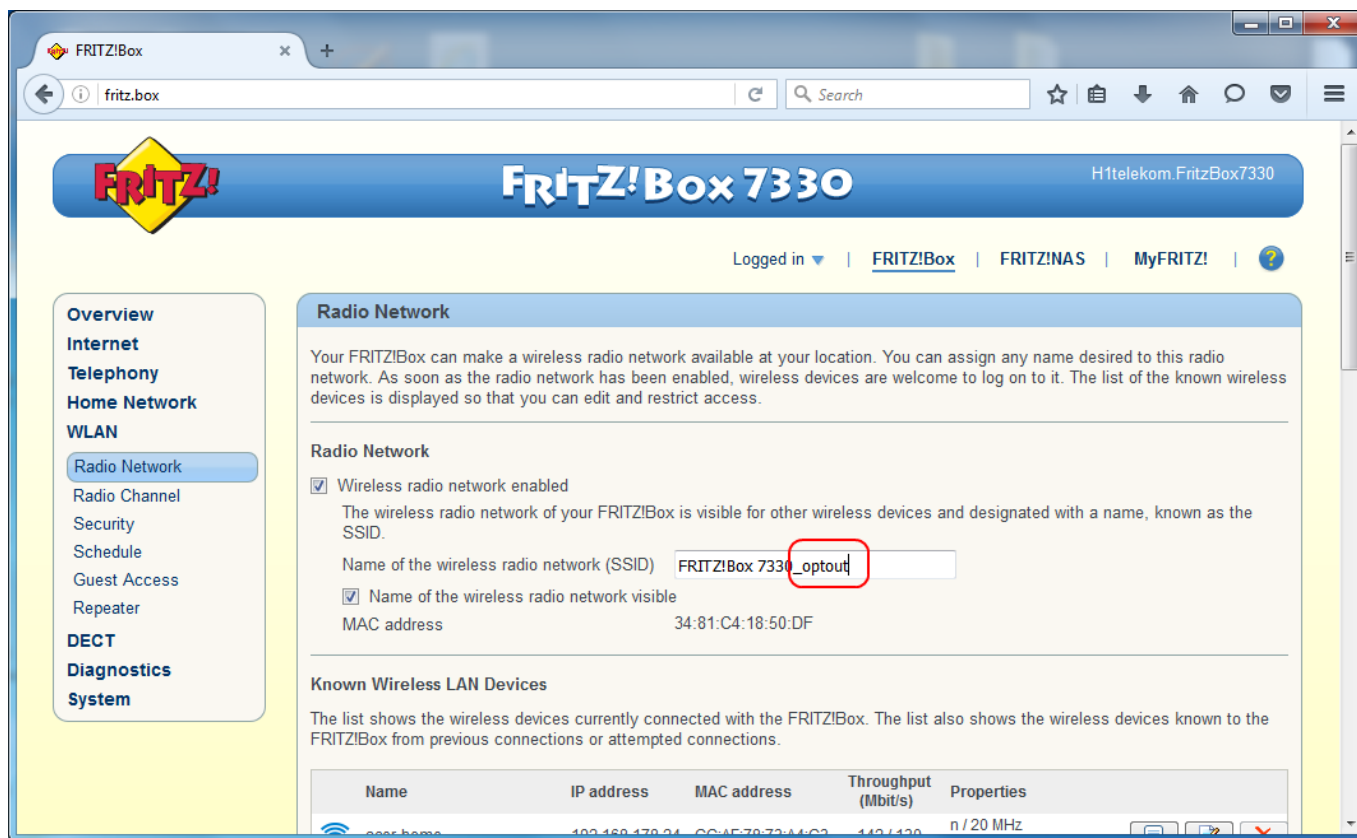 FRITZ!Box
fritz.box
Search
FRITZ!
FRITZ!Box 7330
H1telekom.FritzBox7330
Logged in | FRITZ!Box | FRITZ!NAS | MyFRITZ! | ?
Overview
Internet
Telephony
Home Network
WLAN
Radio Network
Radio Channel
Security
Schedule
Guest Access
Repeater
DECT
Diagnostics
System
Radio Network
Your FRITZ!Box can make a wireless radio network available at your location. You can assign any name desired to this radio
network. As soon as the radio network has been enabled, wireless devices are welcome to log on to it. The list of the known wireless
devices is displayed so that you can edit and restrict access.
Radio Network
Wireless radio network enabled
The wireless radio network of your FRITZ!Box is visible for other wireless devices and designated with a name, known as the
SSID.
Name of the wireless radio network (SSID) FRITZ!Box 7330_optout
Name of the wireless radio network visible
MAC address 34:81:C4:18:50:DF
Known Wireless LAN Devices
The list shows the wireless devices currently connected with the FRITZ!Box. The list also shows the wireless devices known to the
FRITZ!Box from previous connections or attempted connections.
Name IP address MAC address Throughput (Mbit/s) Properties
n / 20 MHz